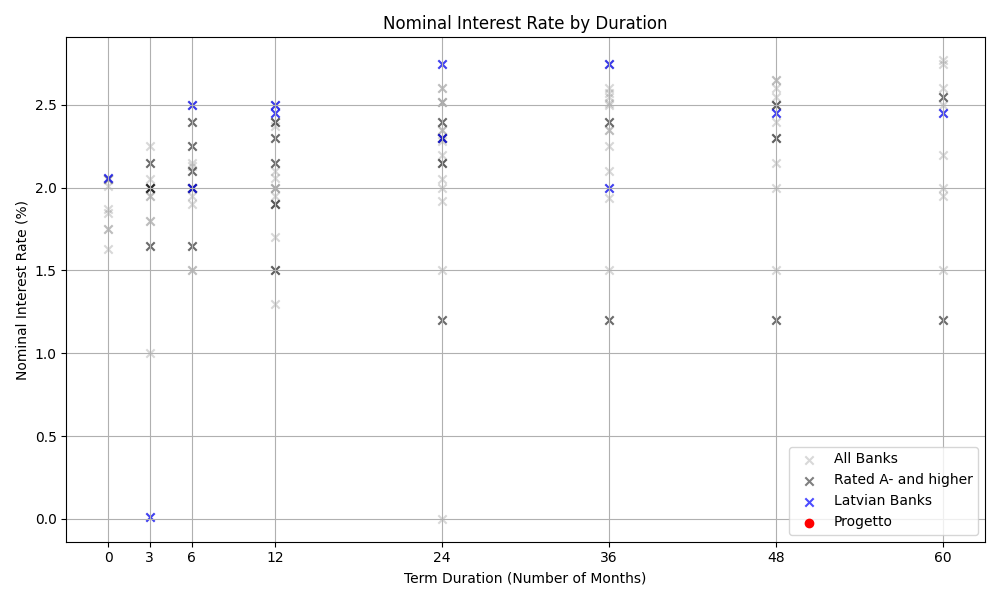 Nominal Interest Rate by Duration
Nominal Interest Rate (%)
2.5
2.0
1.5
1.0
0.5
0.0
0 3 6 12 24 36 48 60
Term Duration (Number of Months)
All Banks
Rated A- and higher
Latvian Banks
Progetto